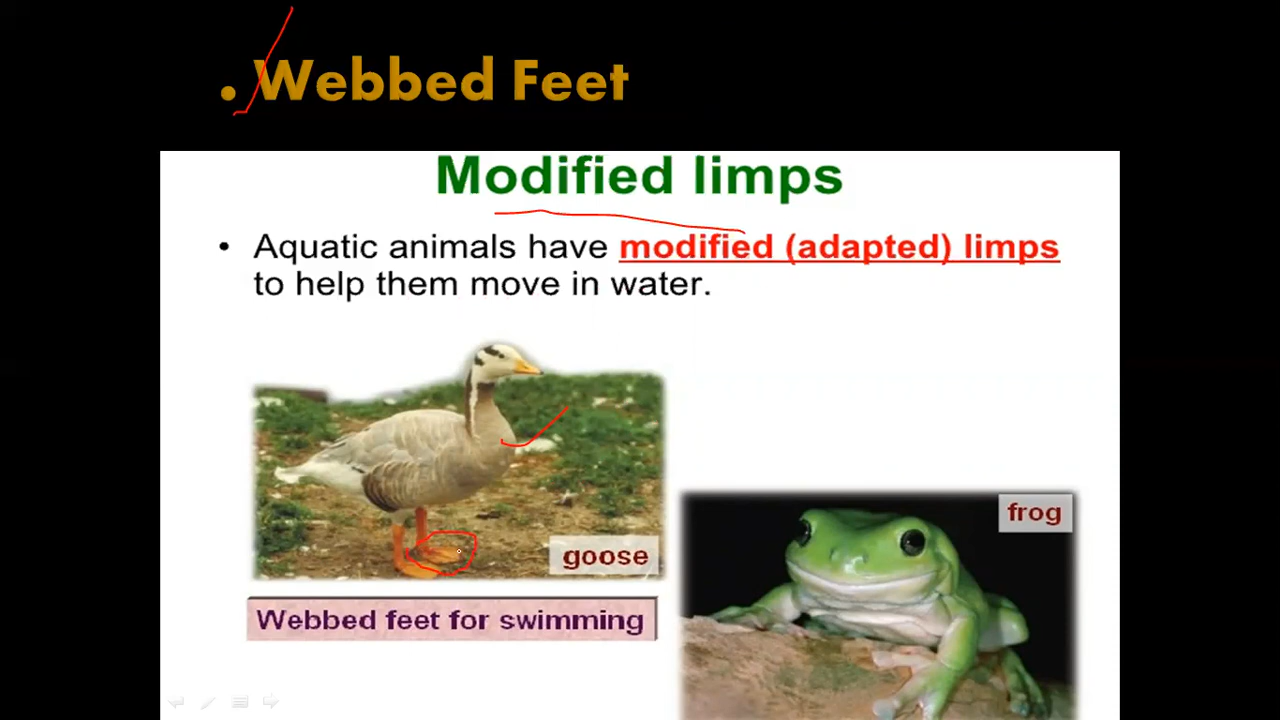 . Webbed Feet
Modified limps
• Aquatic animals have modified (adapted) limps
to help them move in water.
frog
goose
Webbed feet for swimming